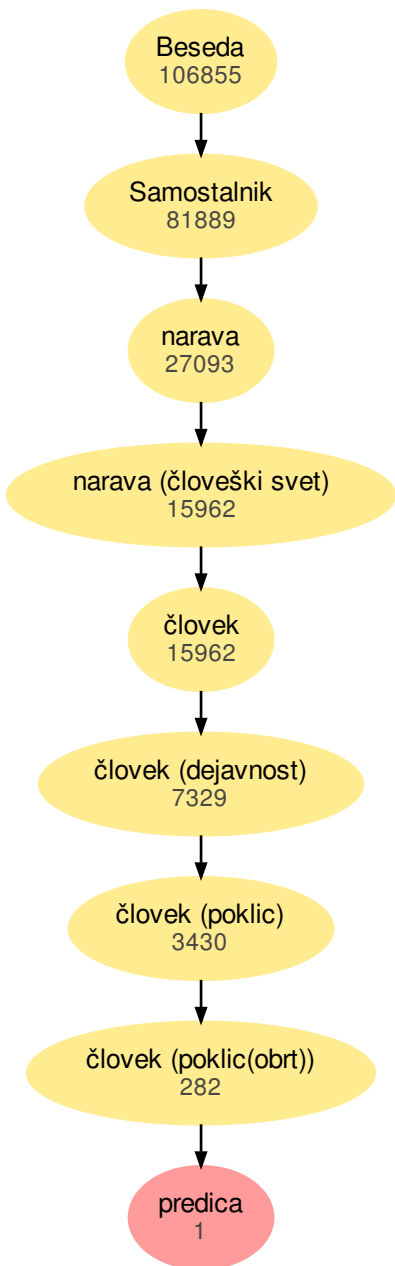 Beseda
106855
Samostalnik
81889
narava
27093
narava (človeški svet)
15962
človek
15962
človek (dejavnost)
7329
človek (poklic)
3430
človek (poklic(obrt))
282
predica
1